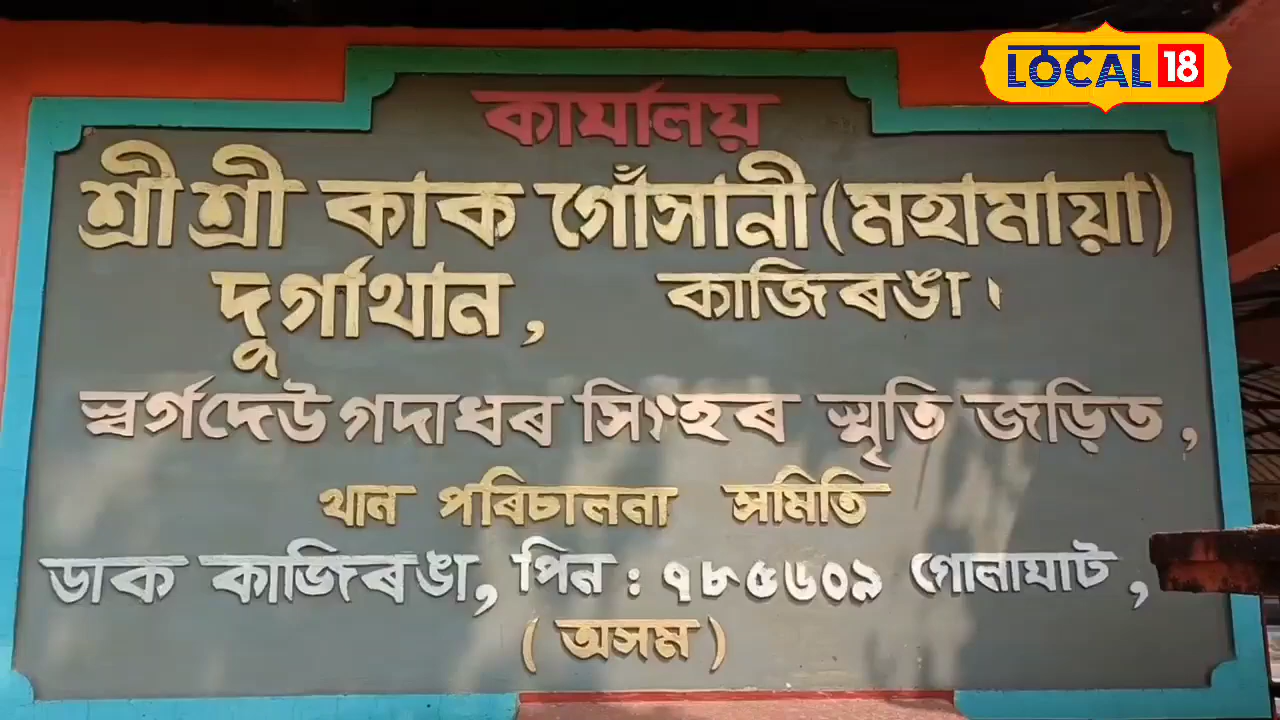 LOCAL 18
কাৰ্যালয়
শ্ৰীশ্ৰী কাক গোঁসানী (মহামায়া)
দুৰ্গাথান, কাজিৰঙা।
স্বৰ্গদেউ গদাধৰ সিংহৰ স্মৃতি জড়িত,
থান পৰিচালনা সমিতি
ডাক কাজিৰঙা, পিন : ৭৮৫৬০৯ গোলাঘাট,
( অসম )